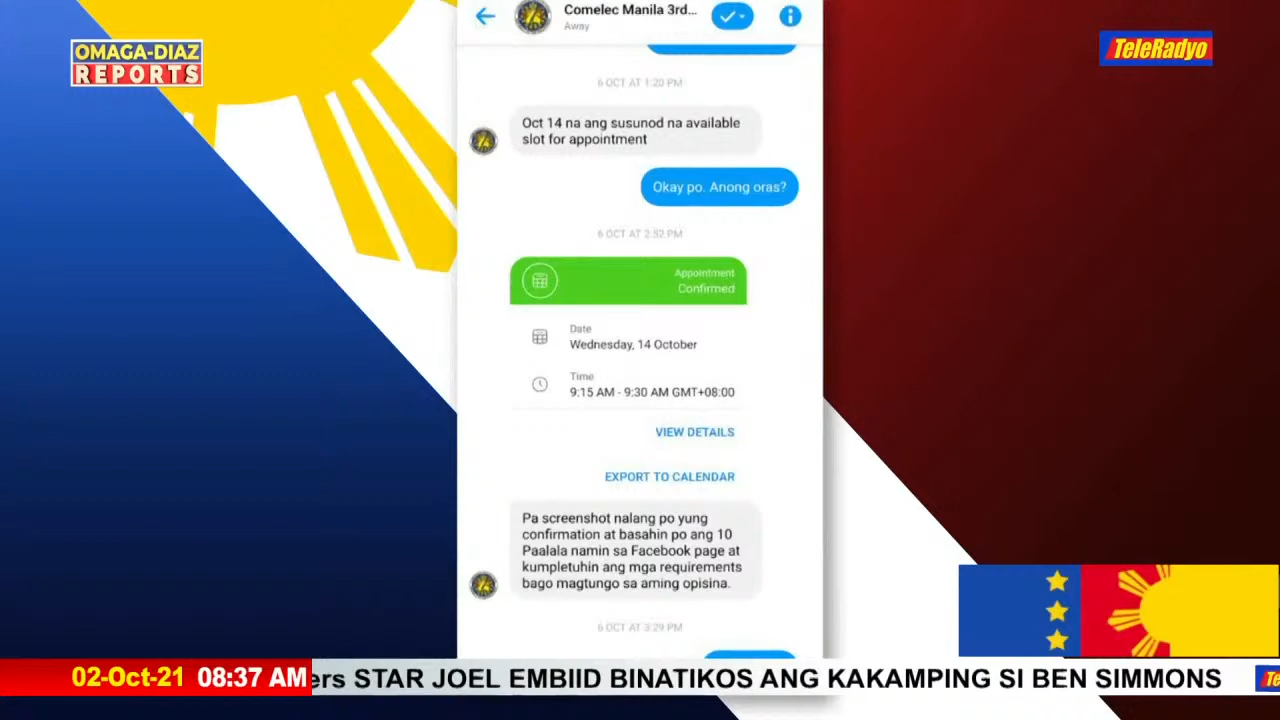 OMAGA-DIAZ
REPORTS
Comelec Manila 3rd...
Away
TeleRadyo
6 OCT AT 1:20 PM
Oct 14 na ang susunod na available
slot for appointment
Okay po. Anong oras?
6 OCT AT 2:52 PM
Appointment
Confirmed
Date
Wednesday, 14 October
Time
9:15 AM - 9:30 AM GMT+08:00
VIEW DETAILS
EXPORT TO CALENDAR
Pa screenshot nalang po yung
confirmation at basahin po ang 10
Paalala namin sa Facebook page at
kumpletuhin ang mga requirements
bago magtungo sa aming opisina.
6 OCT AT 3:29 PM
02-Oct-21 08:37 AM
ers STAR JOEL EMBIID BINATIKOS ANG KAKAMPING SI BEN SIMMONS